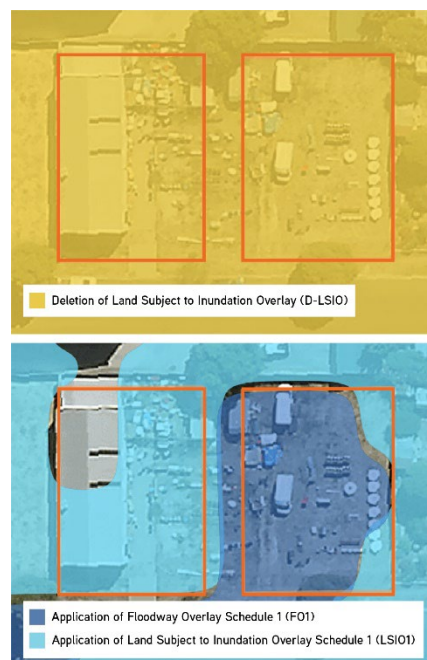 Deletion of Land Subject to Inundation Overlay (D-LSIO)
Application of Floodway Overlay Schedule 1 (FO1)
Application of Land Subject to Inundation Overlay Schedule 1 (LSIO1)